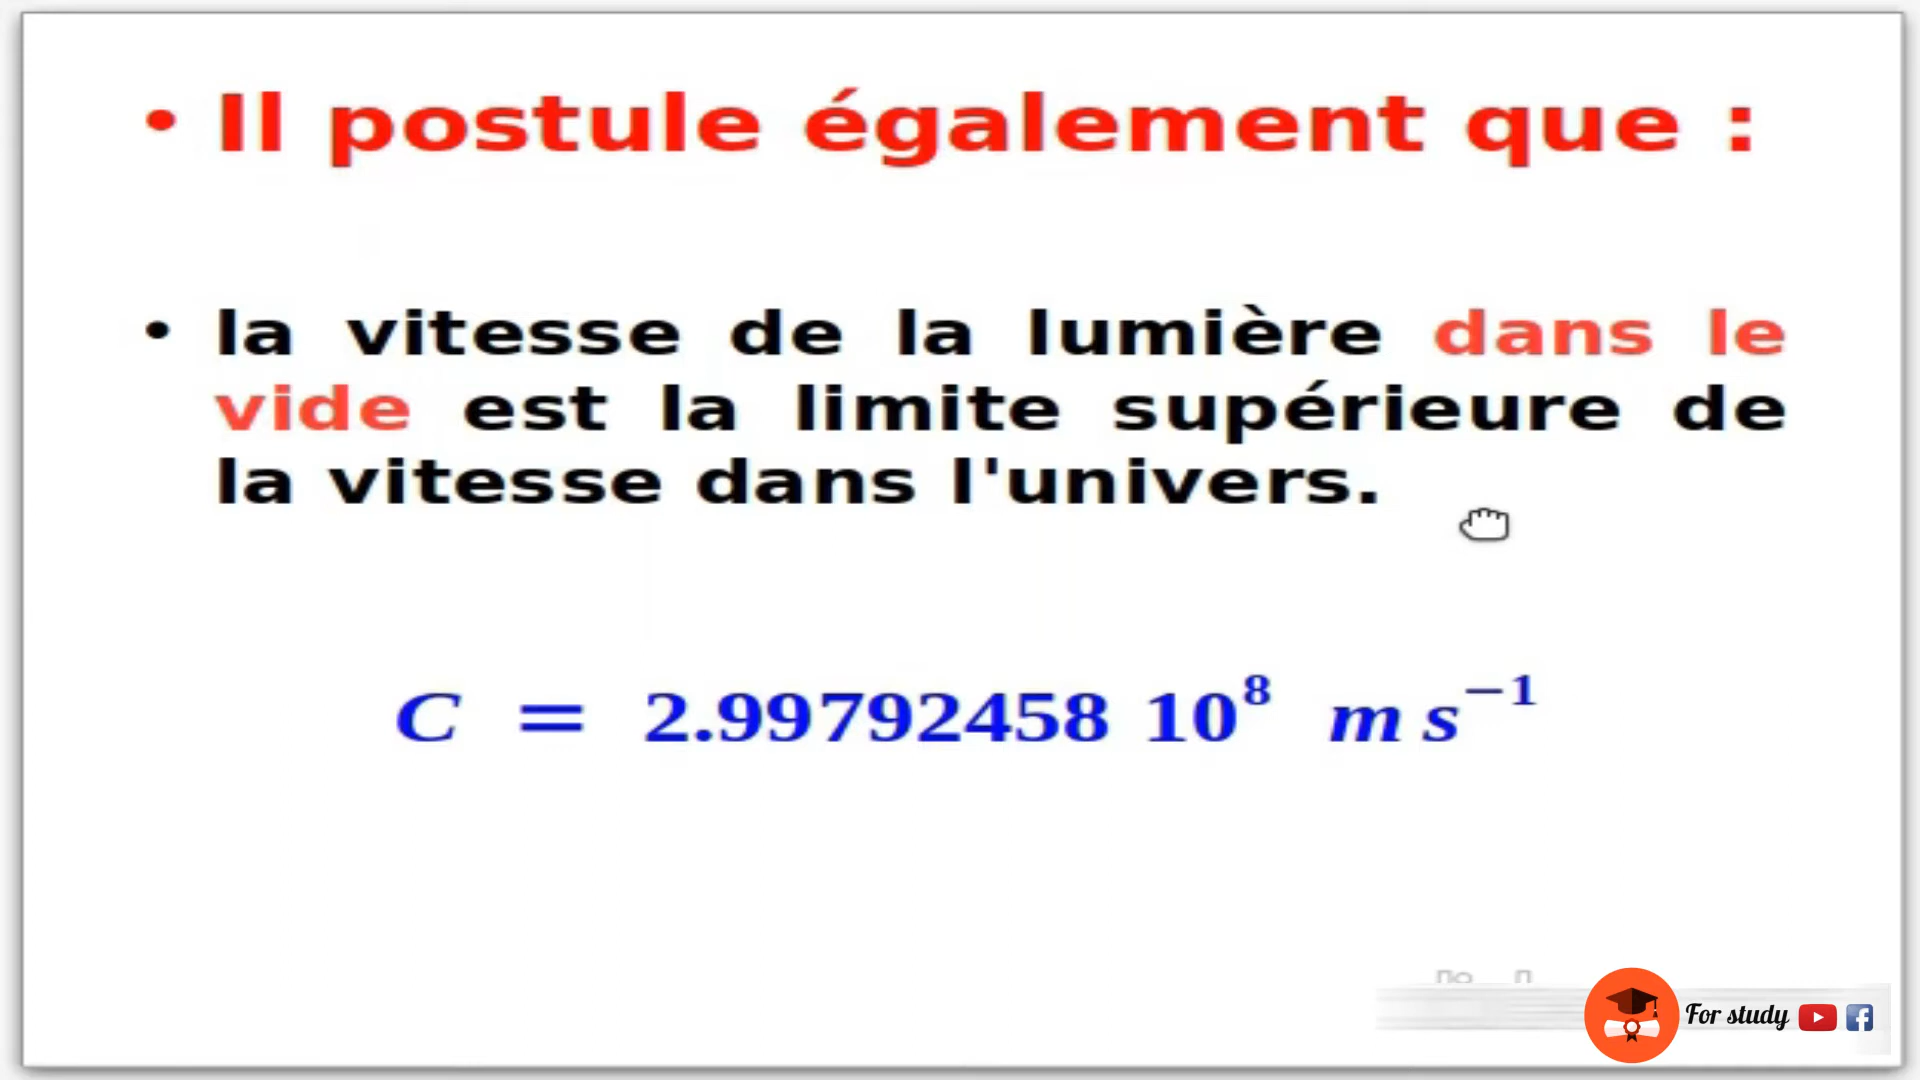 • Il postule également que :
• la vitesse de la lumière dans le
vide est la limite supérieure de
la vitesse dans l'univers.
C = 2.99792458 10⁸ m s⁻¹
For study